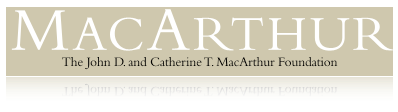 MACARTHUR
The John D. and Catherine T. MacArthur Foundation